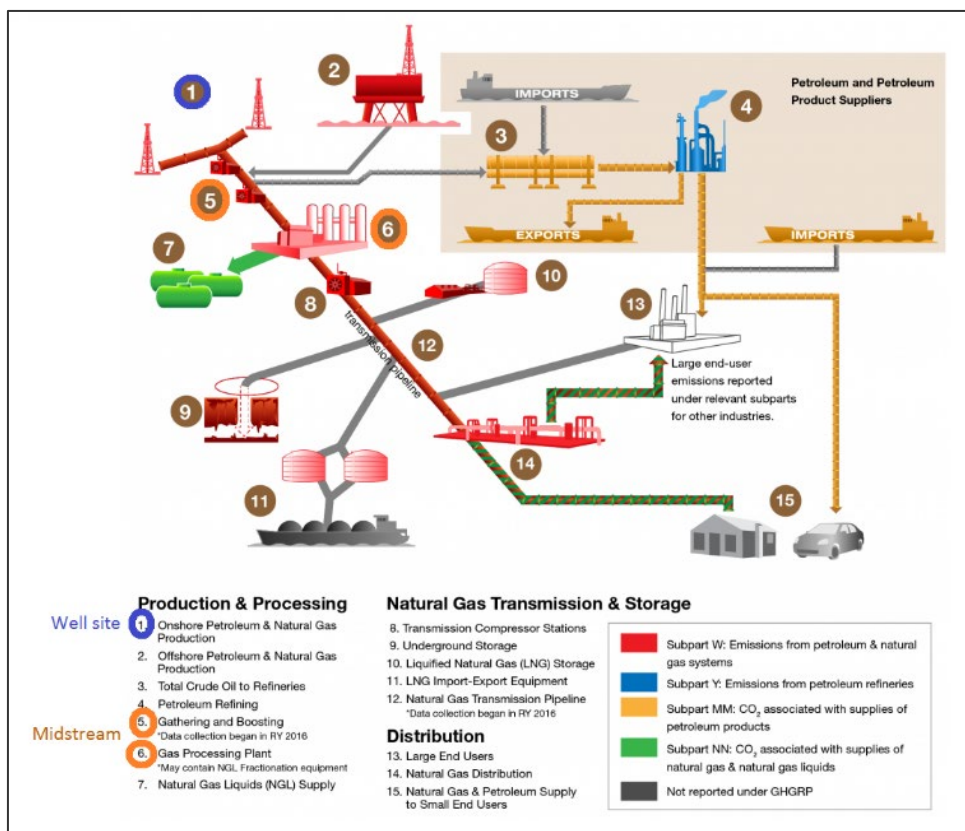 1
2
IMPORTS
Petroleum and Petroleum
Product Suppliers
3
4
5
6
EXPORTS
IMPORTS
7
8
10
13
transmission pipeline
12
Large end-user
emissions reported
under relevant subparts
for other industries.
9
14
11
15
Production & Processing
Well site
1. Onshore Petroleum & Natural Gas
Production
2. Offshore Petroleum & Natural Gas
Production
3. Total Crude Oil to Refineries
4. Petroleum Refining
Midstream
5. Gathering and Boosting
*Data collection began in RY 2016
6. Gas Processing Plant
*May contain NGL Fractionation equipment
7. Natural Gas Liquids (NGL) Supply
Natural Gas Transmission & Storage
8. Transmission Compressor Stations
9. Underground Storage
10. Liquified Natural Gas (LNG) Storage
11. LNG Import-Export Equipment
12. Natural Gas Transmission Pipeline
*Data collection began in RY 2016
Distribution
13. Large End Users
14. Natural Gas Distribution
15. Natural Gas & Petroleum Supply
to Small End Users
Subpart W: Emissions from petroleum & natural
gas systems
Subpart Y: Emissions from petroleum refineries
Subpart MM: CO₂ associated with supplies of
petroleum products
Subpart NN: CO₂ associated with supplies of
natural gas & natural gas liquids
Not reported under GHGRP